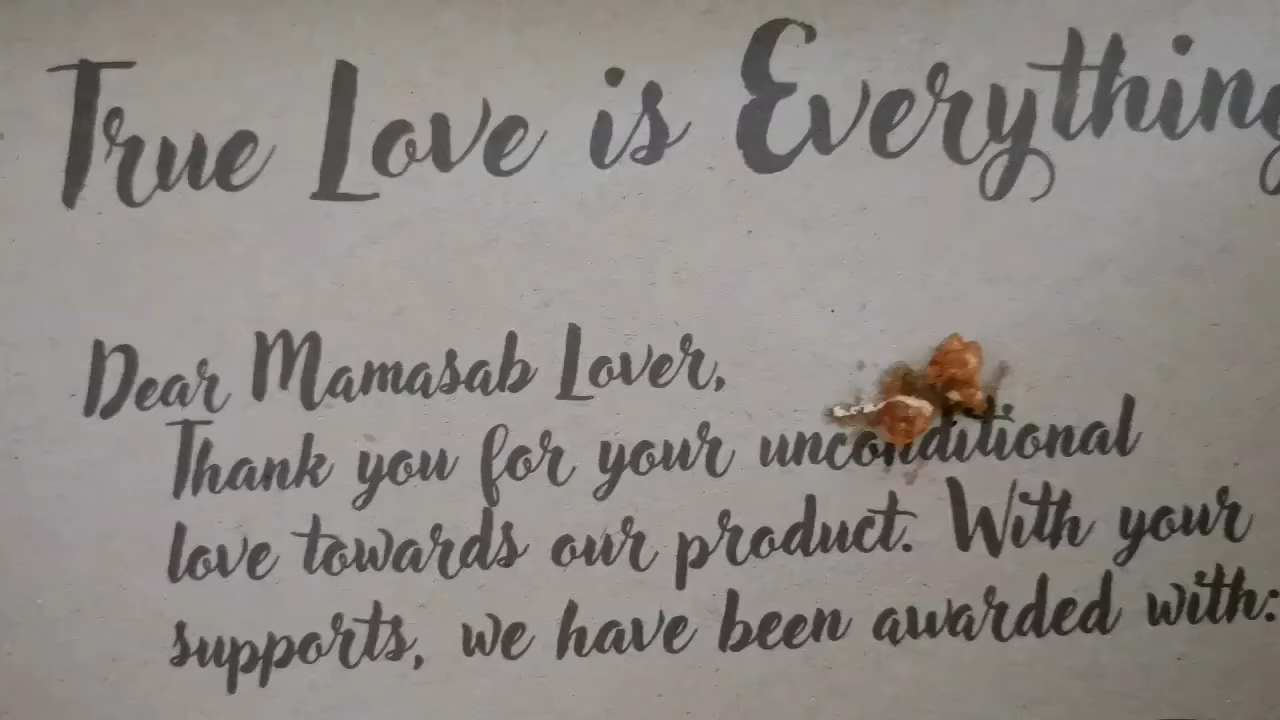 True Love is Everything
Dear Mamasab Lover,
Thank you for your unconditional
love towards our product. With your
supports, we have been awarded with: